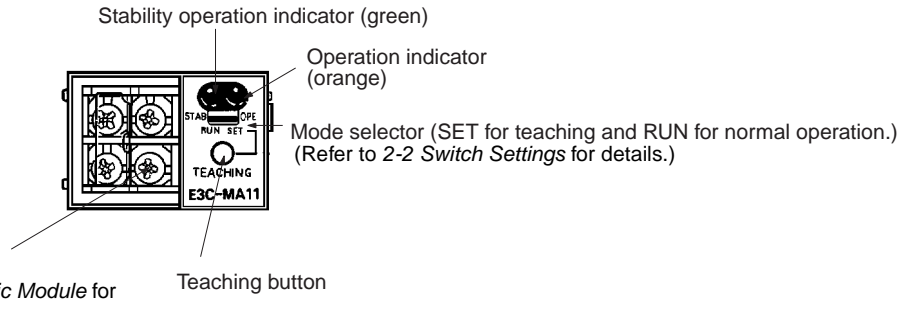 Stability operation indicator (green)
Operation indicator
(orange)
STAB OPE
RUN SET
Mode selector (SET for teaching and RUN for normal operation.)
(Refer to 2-2 Switch Settings for details.)
TEACHING
E3C-MA11
Teaching button
ic Module for